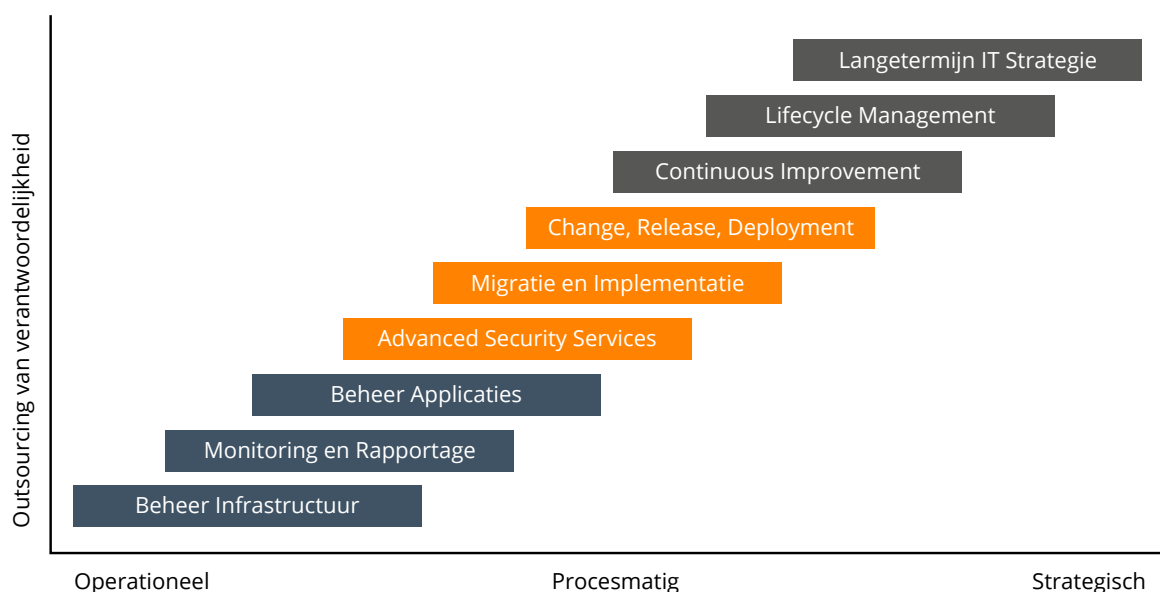 Langetermijn IT Strategie
Lifecycle Management
Continuous Improvement
Change, Release, Deployment
Migratie en Implementatie
Advanced Security Services
Beheer Applicaties
Monitoring en Rapportage
Beheer Infrastructuur
Outsourcing van verantwoordelijkheid
Operationeel
Procesmatig
Strategisch